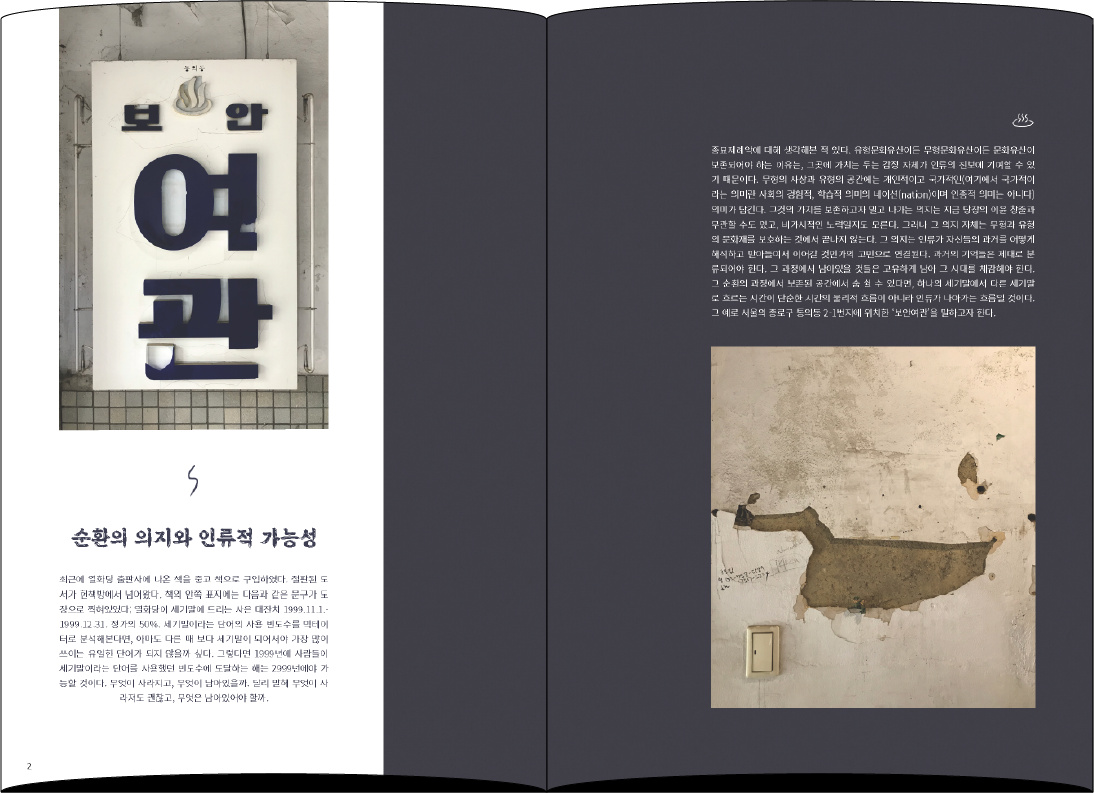 통의동
보 안
여
관
순환의 의지와 인류적 가능성
최근에 열화당 출판사에 나온 책을 중고 책으로 구입하였다. 절판된 도
서가 헌책방에서 넘어왔다. 책의 안쪽 표지에는 다음과 같은 문구가 도
장으로 찍혀있었다: 열화당이 세기말에 드리는 사은 대잔치 1999.11.1.-
1999.12.31. 정가의 50%. 세기말이라는 단어의 사용 빈도수를 빅데이
터로 분석해본다면, 아마도 다른 때 보다 세기말이 되어서야 가장 많이
쓰이는 유일한 단어가 되지 않을까 싶다. 그렇다면 1999년에 사람들이
세기말이라는 단어를 사용했던 빈도수에 도달하는 해는 2999년에야 가
능할 것이다. 무엇이 사라지고, 무엇이 남아있을까. 달리 말해 무엇이 사
라져도 괜찮고, 무엇은 남아있어야 할까.
2
종묘제례악에 대해 생각해본 적 있다. 유형문화유산이든 무형문화유산이든 문화유산이
보존되어야 하는 이유는, 그곳에 가치를 두는 감정 자체가 인류의 진보에 기여할 수 있
기 때문이다. 무형의 사상과 유형의 공간에는 개인적이고 국가적인(여기에서 국가적이
라는 의미란 사회의 경험적, 학습적 의미의 네이션(nation)이며 인종적 의미는 아니다)
의미가 담긴다. 그것의 가치를 보존하고자 밀고 나가는 의지는 지금 당장의 이윤 창출과
무관할 수도 있고, 비가시적인 노력일지도 모른다. 그러나 그 의지 자체는 무형과 유형
의 문화재를 보호하는 것에서 끝나지 않는다. 그 의지는 인류가 자신들의 과거를 어떻게
해석하고 받아들여서 이어갈 것인가의 고민으로 연결된다. 과거의 기억들은 제대로 분
류되어야 한다. 그 과정에서 남아있을 것들은 고유하게 남아 그 시대를 체감해야 한다.
그 순환의 과정에서 보존된 공간에서 숨 쉴 수 있다면, 하나의 세기말에서 다른 세기말
로 흐르는 시간이 단순한 시간의 물리적 흐름이 아니라 인류가 나아가는 흐름일 것이다.
그 예로 서울의 종로구 통의동 2-1번지에 위치한 '보안여관'을 말하고자 한다.